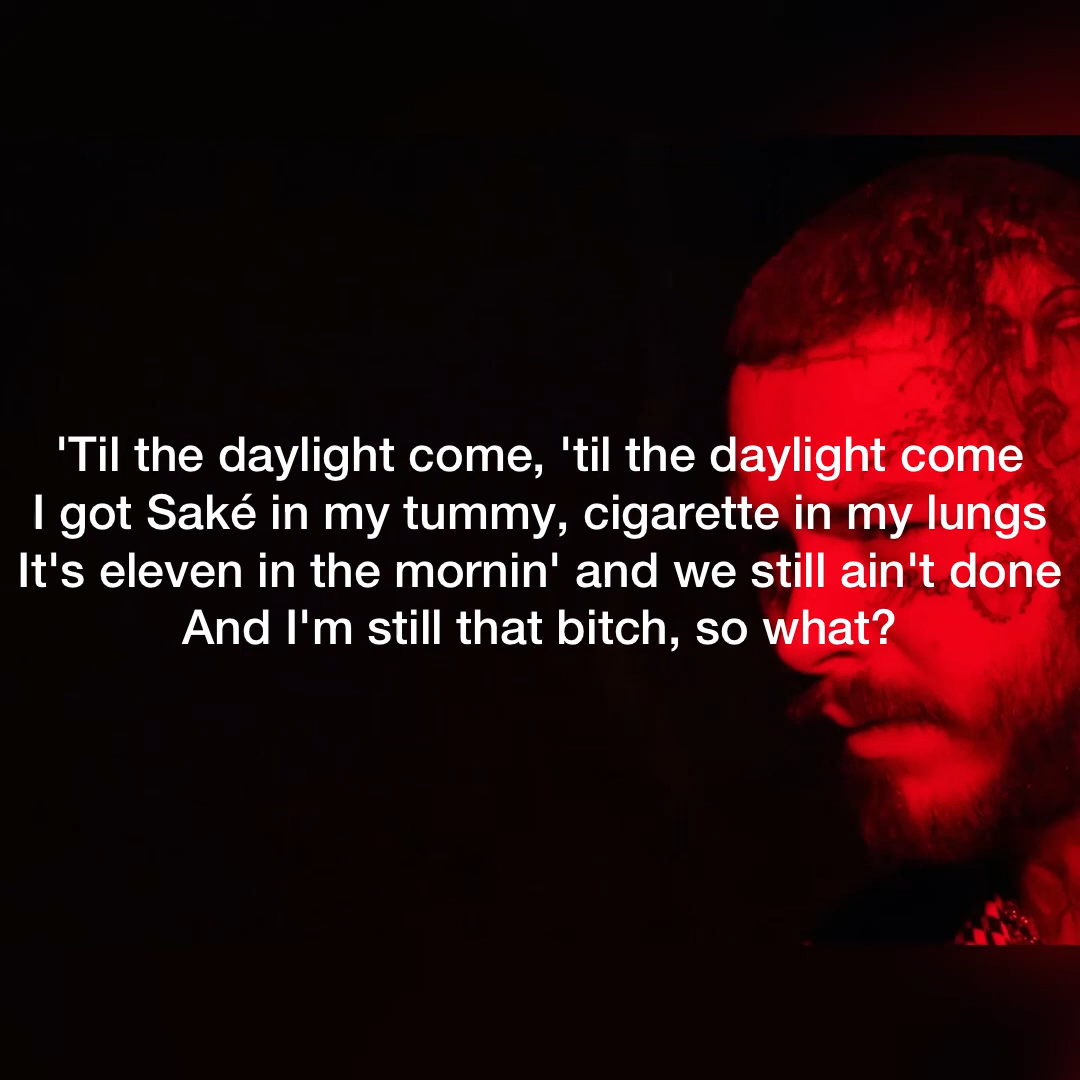 'Til the daylight come, 'til the daylight come
I got Saké in my tummy, cigarette in my lungs
It's eleven in the mornin' and we still ain't done
And I'm still that bitch, so what?